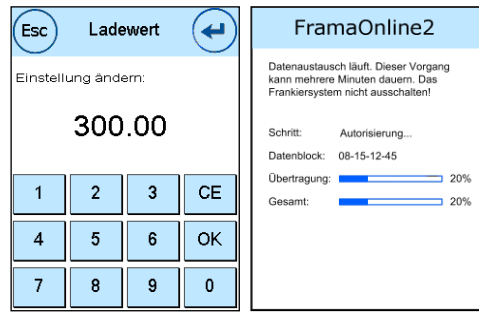 Esc Ladewert
Einstellung ändern:
300.00
1 2 3 CE
4 5 6 OK
7 8 9 0
FramaOnline2
Datenaustausch läuft. Dieser Vorgang
kann mehrere Minuten dauern. Das
Frankiersystem nicht ausschalten!
Schritt: Autorisierung...
Datenblock: 08-15-12-45
Übertragung: 20%
Gesamt: 20%